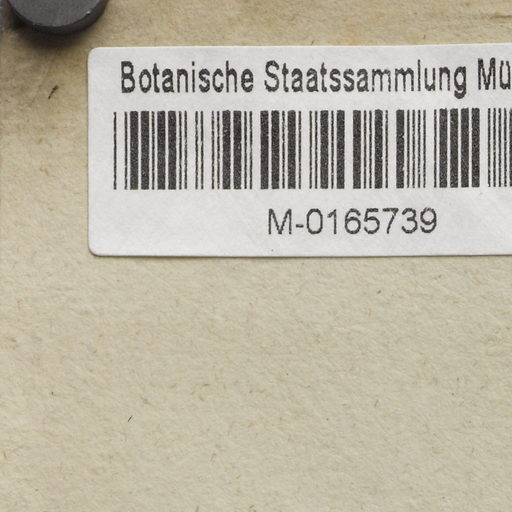 Botanische Staatssammlung Mü
M-0165739